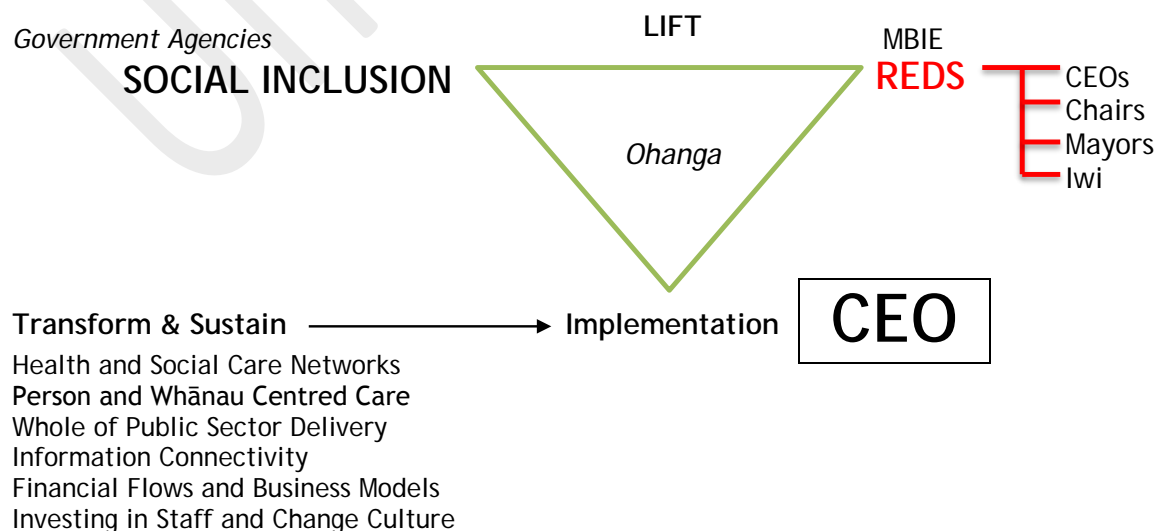 LIFT
Government Agencies
MBIE
SOCIAL INCLUSION
REDS
CEOs
Chairs
Mayors
Iwi
Ohanga
CEO
Transform & Sustain
Implementation
Health and Social Care Networks
Person and Whānau Centred Care
Whole of Public Sector Delivery
Information Connectivity
Financial Flows and Business Models
Investing in Staff and Change Culture